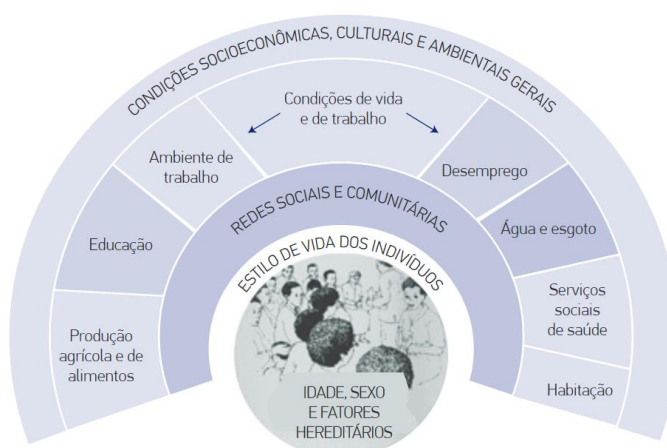 CONDIÇÕES SOCIOECONÔMICAS, CULTURAIS E AMBIENTAIS GERAIS
Condições de vida
e de trabalho
Ambiente de
trabalho
Desemprego
REDES SOCIAIS E COMUNITÁRIAS
Educação
Água e esgoto
ESTILO DE VIDA DOS INDIVÍDUOS
Produção
agrícola e de
alimentos
Serviços
sociais
de saúde
IDADE, SEXO
E FATORES
HEREDITÁRIOS
Habitação